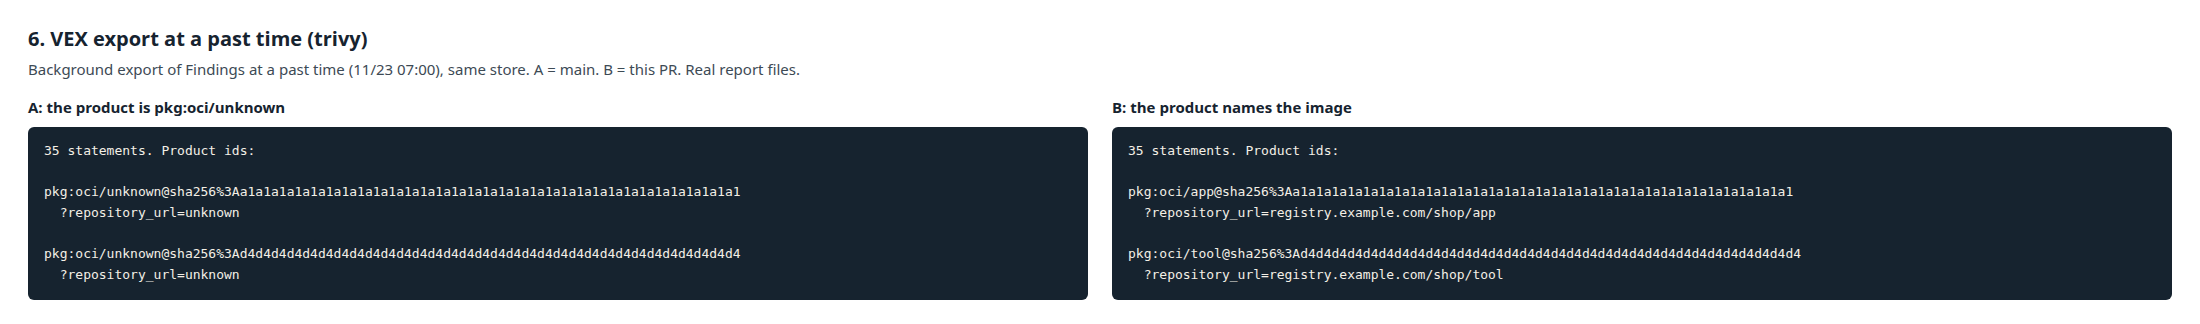 6. VEX export at a past time (trivy)
Background export of Findings at a past time (11/23 07:00), same store. A = main. B = this PR. Real report files.
A: the product is pkg:oci/unknown
35 statements. Product ids:
pkg:oci/unknown@sha256%3Aa1a1a1a1a1a1a1a1a1a1a1a1a1a1a1a1a1a1a1a1a1a1a1a1a1a1a1a1a1a1a1a1
?repository_url=unknown
pkg:oci/unknown@sha256%3Ad4d4d4d4d4d4d4d4d4d4d4d4d4d4d4d4d4d4d4d4d4d4d4d4d4d4d4d4d4d4d4d4
?repository_url=unknown
B: the product names the image
35 statements. Product ids:
pkg:oci/app@sha256%3Aa1a1a1a1a1a1a1a1a1a1a1a1a1a1a1a1a1a1a1a1a1a1a1a1a1a1a1a1a1a1a1a1
?repository_url=registry.example.com/shop/app
pkg:oci/tool@sha256%3Ad4d4d4d4d4d4d4d4d4d4d4d4d4d4d4d4d4d4d4d4d4d4d4d4d4d4d4d4d4d4d4d4
?repository_url=registry.example.com/shop/tool